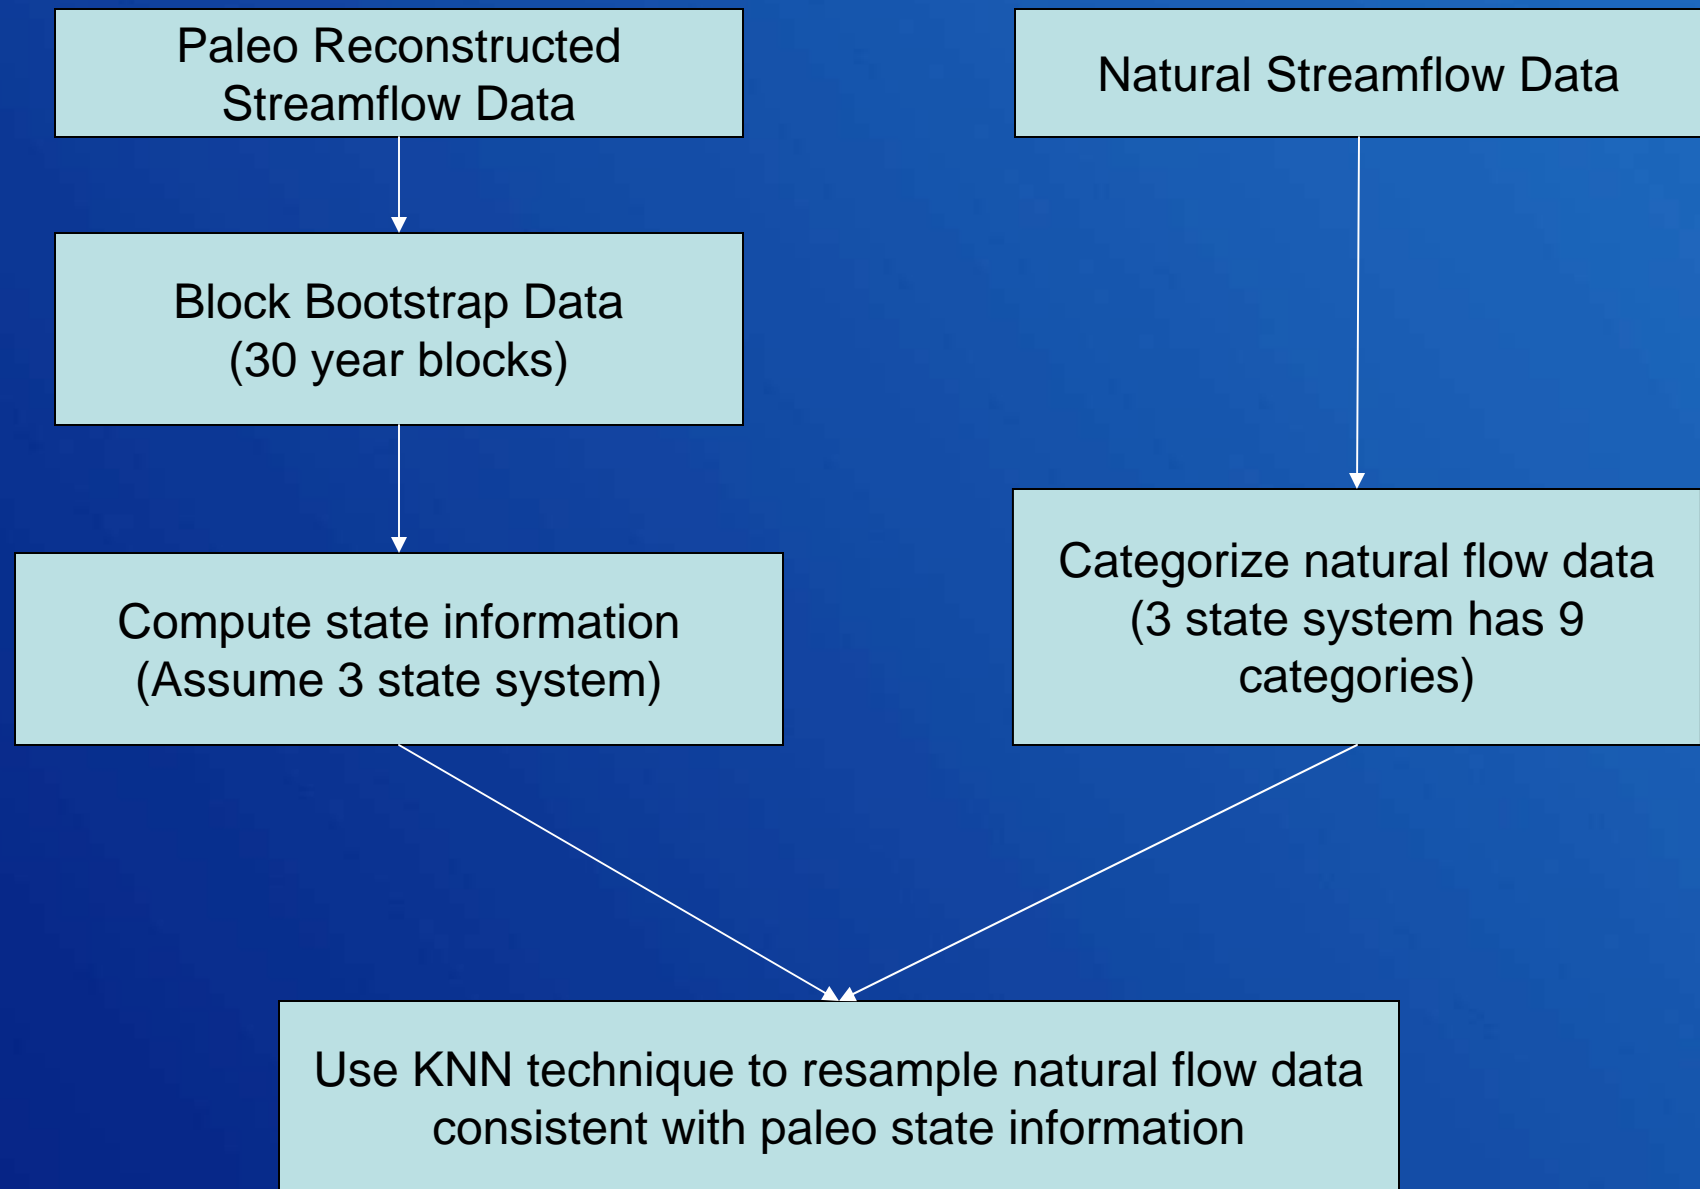 Paleo Reconstructed
Streamflow Data
Natural Streamflow Data
Block Bootstrap Data
(30 year blocks)
Compute state information
(Assume 3 state system)
Categorize natural flow data
(3 state system has 9
categories)
Use KNN technique to resample natural flow data
consistent with paleo state information